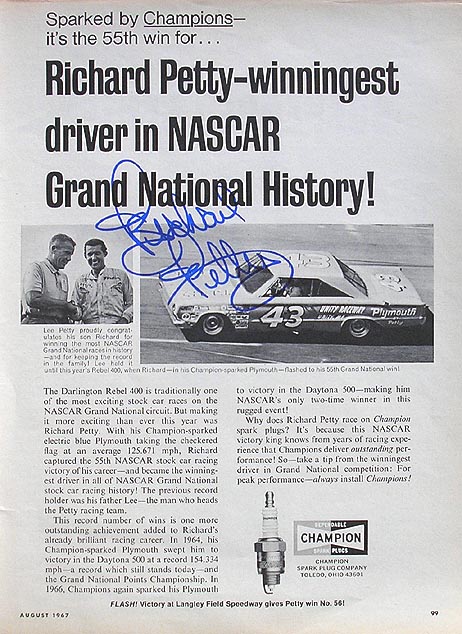 Sparked by Champions—
it's the 55th win for...
Richard Petty-winningest
driver in NASCAR
Grand National History!
Richard
Petty
43
UNITY RACEWAY
Plymouth
Petty
43
Lee Petty proudly congrat-
ulates his son Richard for
winning the most NASCAR
Grand National races in history
—and for keeping the record
in the family! Lee held it
until this year's Rebel 400, when Richard—in his Champion-sparked Plymouth—flashed to his 55th Grand National win!
The Darlington Rebel 400 is traditionally one
of the most exciting stock car races on the
NASCAR Grand National circuit. But making
it more exciting than ever this year was
Richard Petty. With his Champion-sparked
electric blue Plymouth taking the checkered
flag at an average 125.671 mph, Richard
captured the 55th NASCAR stock car racing
victory of his career—and became the winning-
est driver in all of NASCAR Grand National
stock car racing history! The previous record
holder was his father Lee—the man who heads
the Petty racing team.
This record number of wins is one more
outstanding achievement added to Richard's
already brilliant racing career. In 1964, his
Champion-sparked Plymouth swept him to
victory in the Daytona 500 at a record 154.334
mph—a record which still stands today—and
the Grand National Points Championship. In
1966, Champions again sparked his Plymouth
to victory in the Daytona 500—making him
NASCAR's only two-time winner in this
rugged event!
Why does Richard Petty race on Champion
spark plugs? It's because this NASCAR
victory king knows from years of racing expe-
rience that Champions deliver outstanding per-
formance! So—take a tip from the winningest
driver in Grand National competition: For
peak performance—always install Champions!
DEPENDABLE
CHAMPION
SPARK PLUGS
CHAMPION
SPARK PLUG COMPANY
TOLEDO, OHIO 43601
FLASH! Victory at Langley Field Speedway gives Petty win No. 56!
AUGUST 1967
99